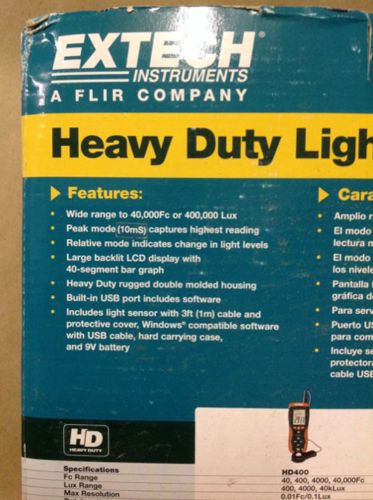 EXTECH
INSTRUMENTS
A FLIR COMPANY
Heavy Duty Ligh
Features:
• Wide range to 40,000Fc or 400,000 Lux
• Peak mode (10mS) captures highest reading
• Relative mode indicates change in light levels
• Large backlit LCD display with
40-segment bar graph
• Heavy Duty rugged double molded housing
• Built-in USB port includes software
• Includes light sensor with 3ft (1m) cable and
protective cover, Windows® compatible software
with USB cable, hard carrying case,
and 9V battery
Cara
• Amplio r
• El modo
lectura m
• El modo
los nivele
• Pantalla
gráfica d
• Para serv
• Puerto U
para com
• Incluye se
protectora
cable USB
HD
HEAVY DUTY
Specifications
Fc Range
Lux Range
Max Resolution
HD400
40, 400, 4000, 40,000Fc
400, 4000, 40kLux
0.01Fc/0.1Lux